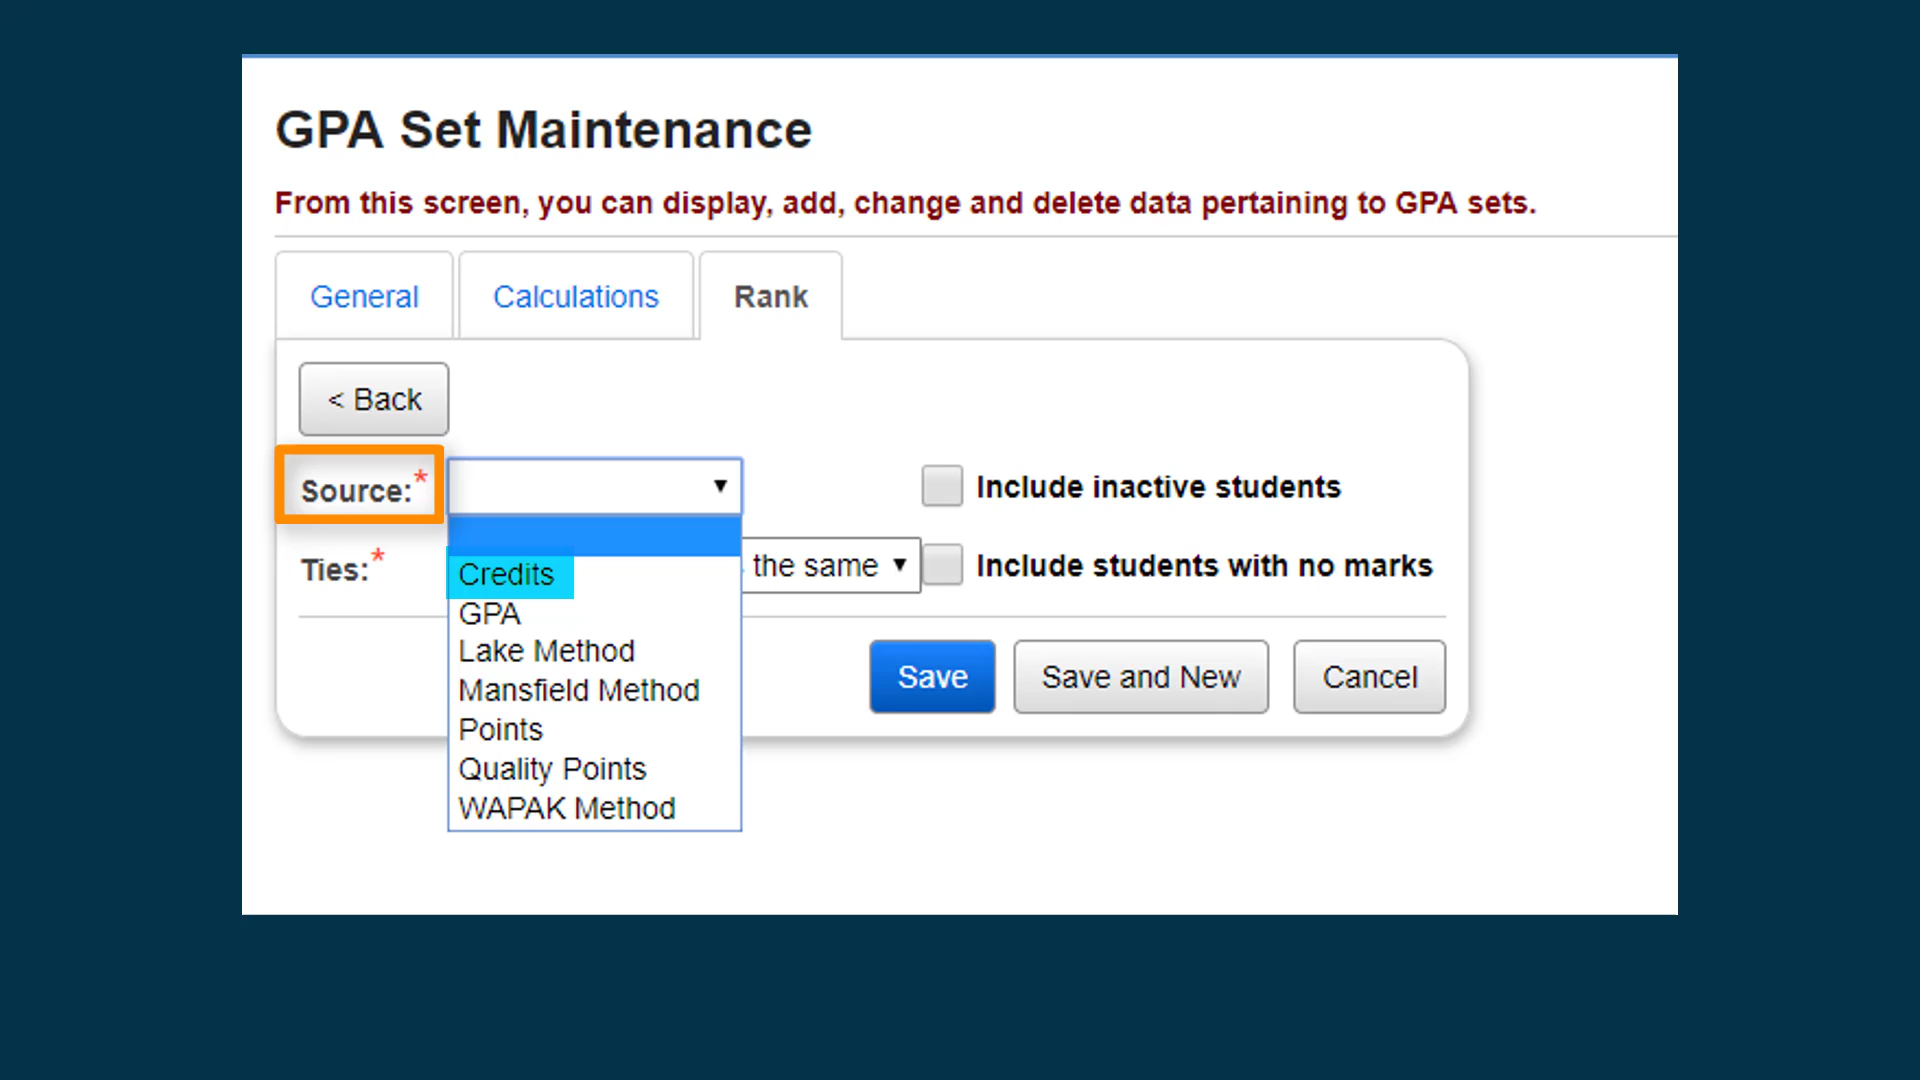 GPA Set Maintenance
From this screen, you can display, add, change and delete data pertaining to GPA sets.
General Calculations Rank
< Back
Source:* Include inactive students
Ties:* the same Include students with no marks
Credits
GPA
Lake Method
Mansfield Method
Points
Quality Points
WAPAK Method
Save Save and New Cancel